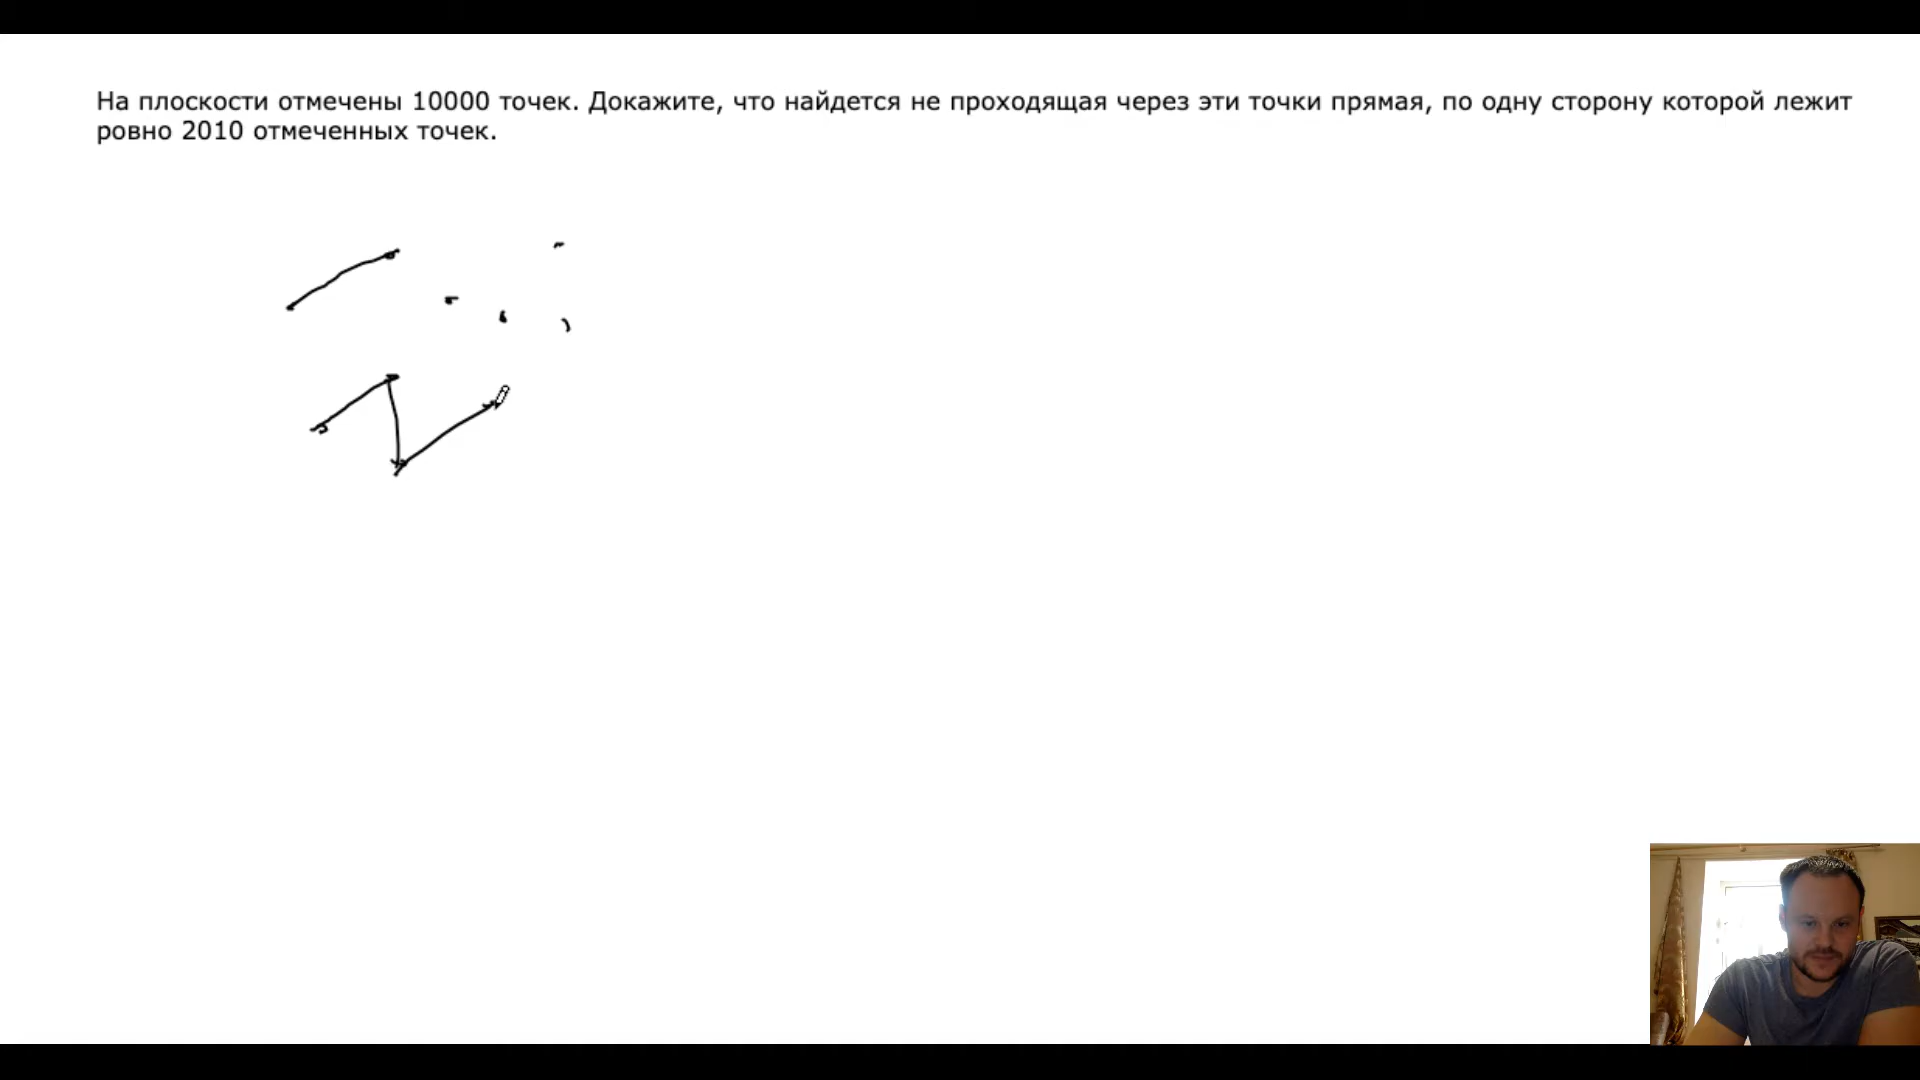 На плоскости отмечены 10000 точек. Докажите, что найдется не проходящая через эти точки прямая, по одну сторону которой лежит
ровно 2010 отмеченных точек.